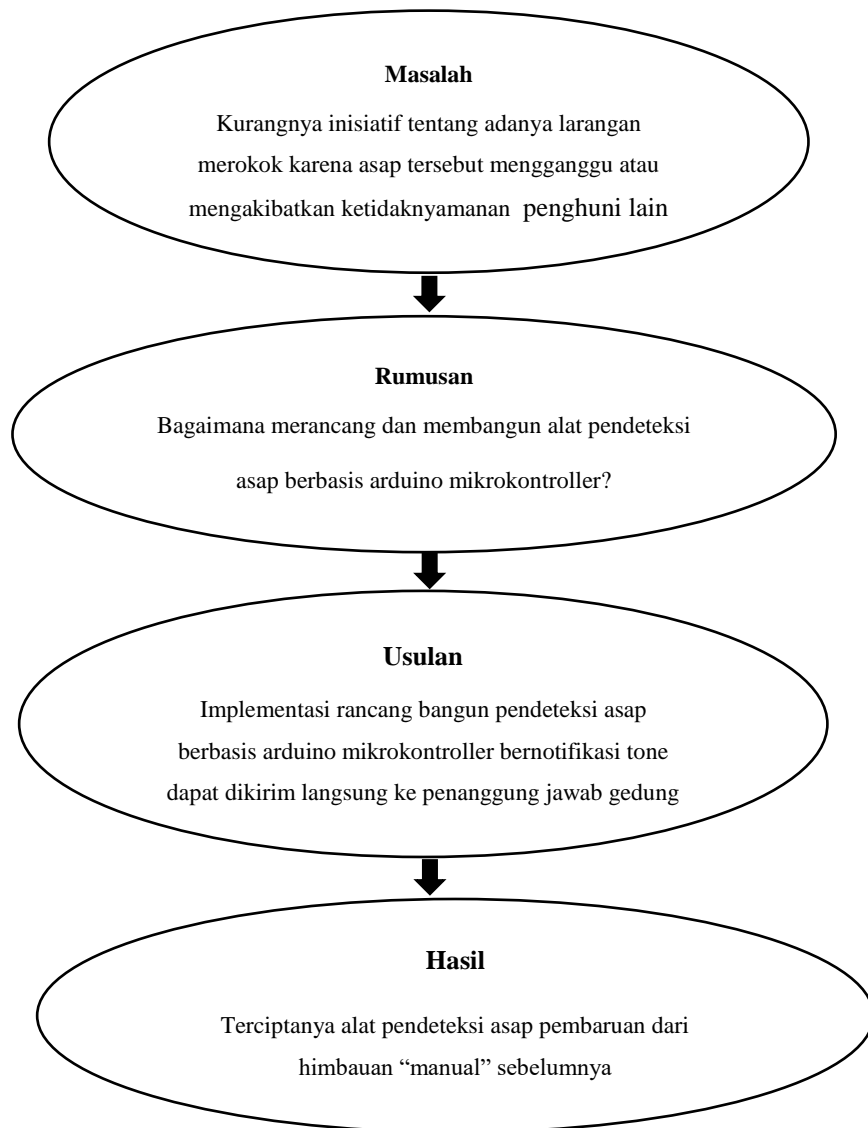 Masalah
Kurangnya inisiatif tentang adanya larangan
merokok karena asap tersebut mengganggu atau
mengakibatkan ketidaknyamanan penghuni lain
Rumusan
Bagaimana merancang dan membangun alat pendeteksi
asap berbasis arduino mikrokontroller?
Usulan
Implementasi rancang bangun pendeteksi asap
berbasis arduino mikrokontroller bernotifikasi tone
dapat dikirim langsung ke penanggung jawab gedung
Hasil
Terciptanya alat pendeteksi asap pembaruan dari
himbauan “manual” sebelumnya